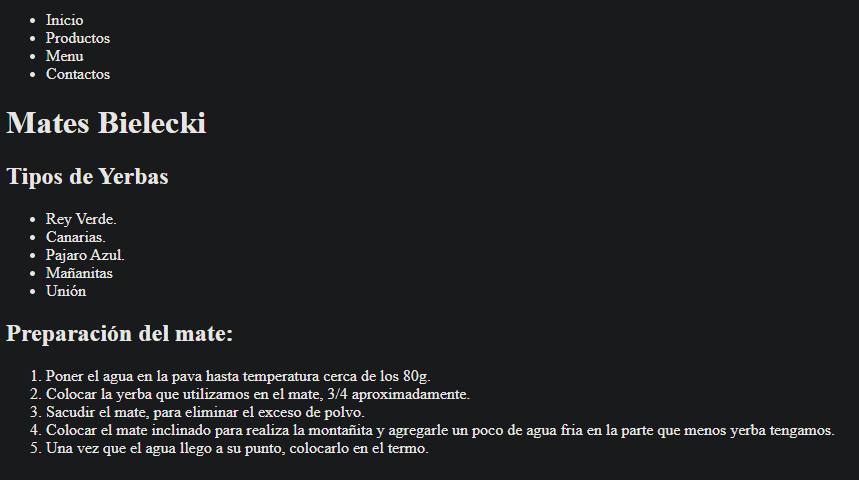 Inicio
Productos
Menu
Contactos
Mates Bielecki
Tipos de Yerbas
Rey Verde.
Canarias.
Pajaro Azul.
Mañanitas
Unión
Preparación del mate:
1. Poner el agua en la pava hasta temperatura cerca de los 80g.
2. Colocar la yerba que utilizamos en el mate, 3/4 aproximadamente.
3. Sacudir el mate, para eliminar el exceso de polvo.
4. Colocar el mate inclinado para realiza la montañita y agregarle un poco de agua fria en la parte que menos yerba tengamos.
5. Una vez que el agua llego a su punto, colocarlo en el termo.